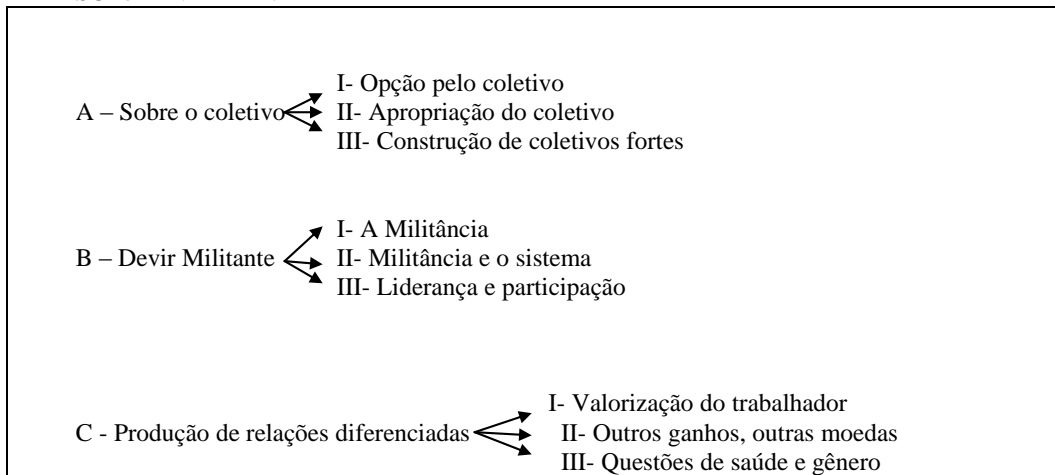 I- Opção pelo coletivo
A – Sobre o coletivo II- Apropriação do coletivo
III- Construção de coletivos fortes
I- A Militância
B – Devir Militante II- Militância e o sistema
III- Liderança e participação
I- Valorização do trabalhador
C - Produção de relações diferenciadas II- Outros ganhos, outras moedas
III- Questões de saúde e gênero